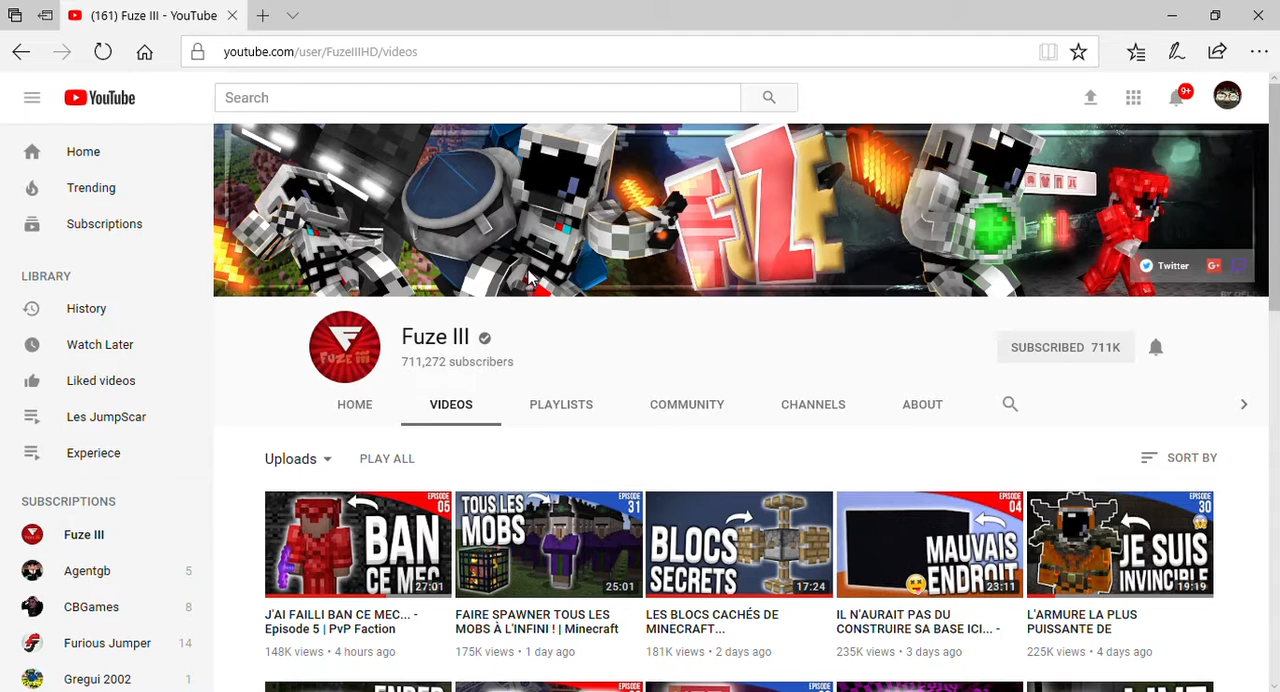 (161) Fuze III - YouTube
youtube.com/user/FuzeIIIHD/videos
YouTube
Search
9+
Home
Trending
Subscriptions
LIBRARY
History
Watch Later
Liked videos
Les JumpScar
Experiece
SUBSCRIPTIONS
Fuze III
Agentgb 5
CBGames 8
Furious Jumper 14
Gregui 2002 1
FUZE
Twitter
G+
FUZE III
Fuze III
711,272 subscribers
SUBSCRIBED 711K
HOME VIDEOS PLAYLISTS COMMUNITY CHANNELS ABOUT
Uploads PLAY ALL SORT BY
EPISODE
05
BAN
CE MEC
27:01
J'AI FAILLI BAN CE MEC... -
Episode 5 | PvP Faction
148K views • 4 hours ago
TOUS LES
MOBS
EPISODE
31
25:01
FAIRE SPAWNER TOUS LES
MOBS À L'INFINI ! | Minecraft
175K views • 1 day ago
BLOCS
SECRETS
17:24
LES BLOCS CACHÉS DE
MINECRAFT...
181K views • 2 days ago
EPISODE
04
MAUVAIS
ENDROIT
23:11
IL N'AURAIT PAS DU
CONSTRUIRE SA BASE ICI... -
235K views • 3 days ago
EPISODE
30
JE SUIS
INVINCIBLE
19:19
L'ARMURE LA PLUS
PUISSANTE DE
225K views • 4 days ago